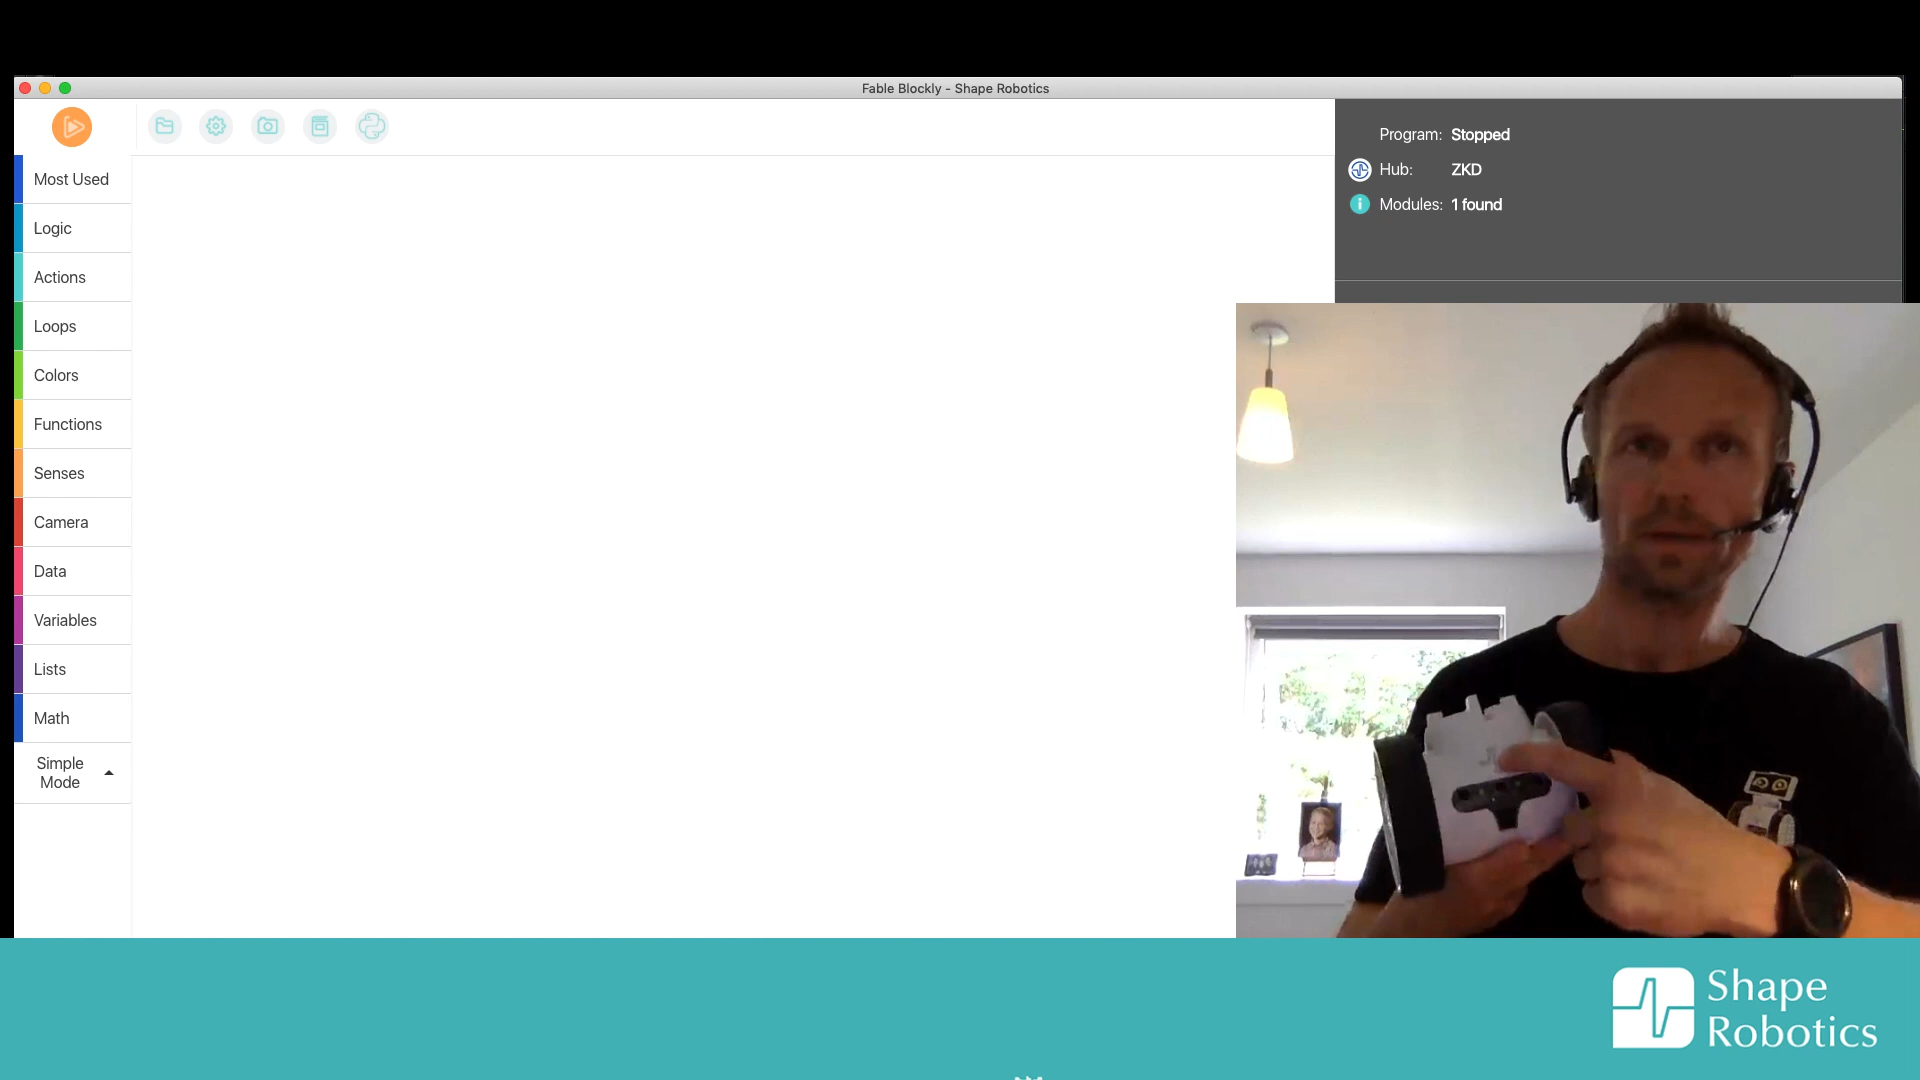 Fable Blockly - Shape Robotics
Program: Stopped
Hub: ZKD
Modules: 1 found
Most Used
Logic
Actions
Loops
Colors
Functions
Senses
Camera
Data
Variables
Lists
Math
Simple
Mode
Shape
Robotics